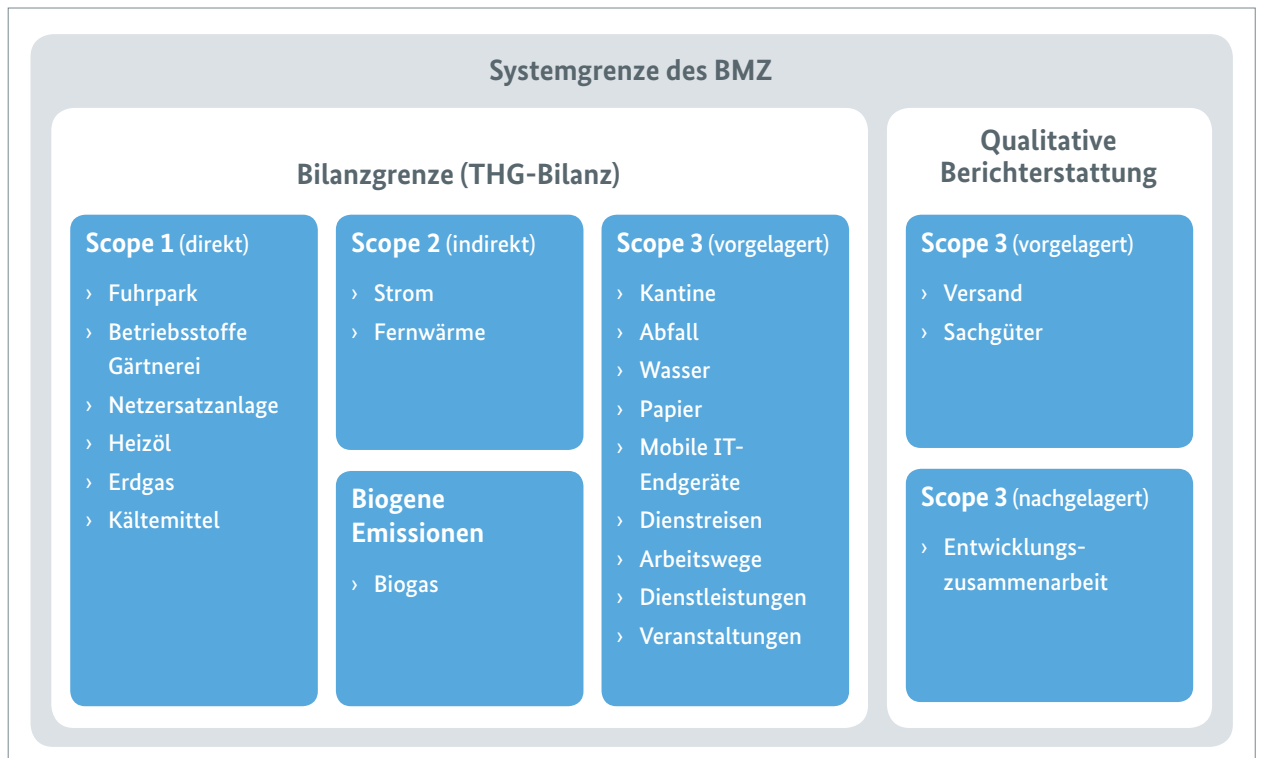 Systemgrenze des BMZ
Bilanzgrenze (THG-Bilanz)
Scope 1 (direkt)
› Fuhrpark
› Betriebsstoffe
Gärtnerei
› Netzersatzanlage
› Heizöl
› Erdgas
› Kältemittel
Scope 2 (indirekt)
› Strom
› Fernwärme
Biogene
Emissionen
› Biogas
Scope 3 (vorgelagert)
› Kantine
› Abfall
› Wasser
› Papier
› Mobile IT-
Endgeräte
› Dienstreisen
› Arbeitswege
› Dienstleistungen
› Veranstaltungen
Qualitative
Berichterstattung
Scope 3 (vorgelagert)
› Versand
› Sachgüter
Scope 3 (nachgelagert)
› Entwicklungs-
zusammenarbeit